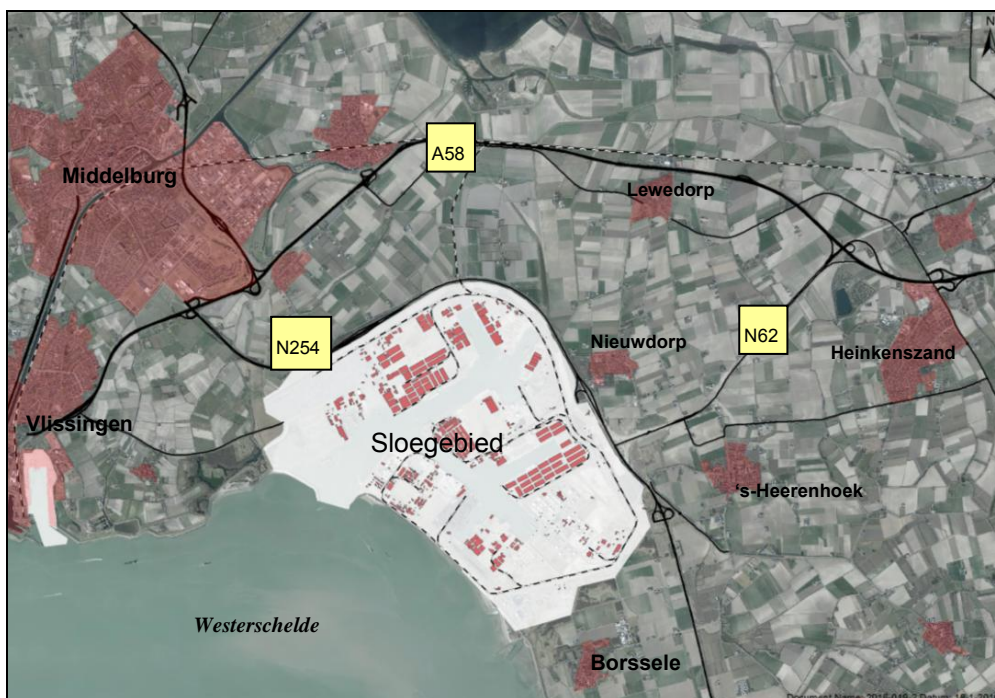 N
A58
Middelburg
Lewedorp
N62
N254
Nieuwdorp
Heinkenszand
Vlissingen
Sloegebied
's-Heerenhoek
Westerschelde
Borssele